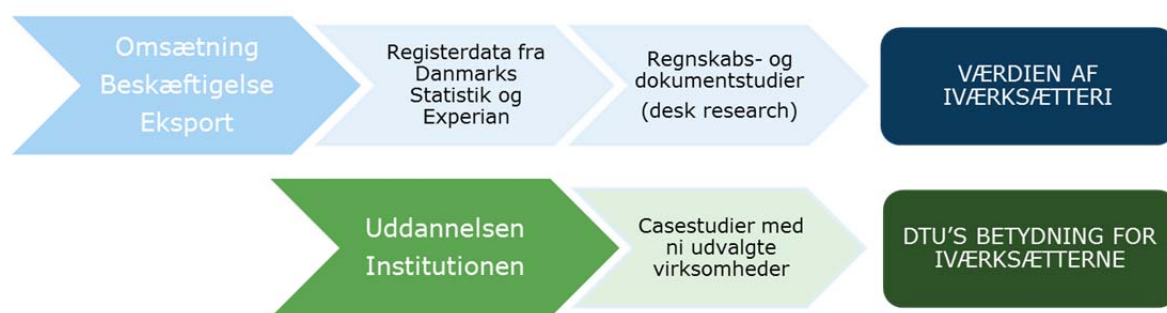 Omsætning
Beskæftigelse
Eksport
Registerdata fra
Danmarks
Statistik og
Experian
Regnskabs- og
dokumentstudier
(desk research)
VÆRDIEN AF
IVÆRKSÆTTERI
Uddannelsen
Institutionen
Casestudier med
ni udvalgte
virksomheder
DTU'S BETYDNING FOR
IVÆRKSÆTTERNE